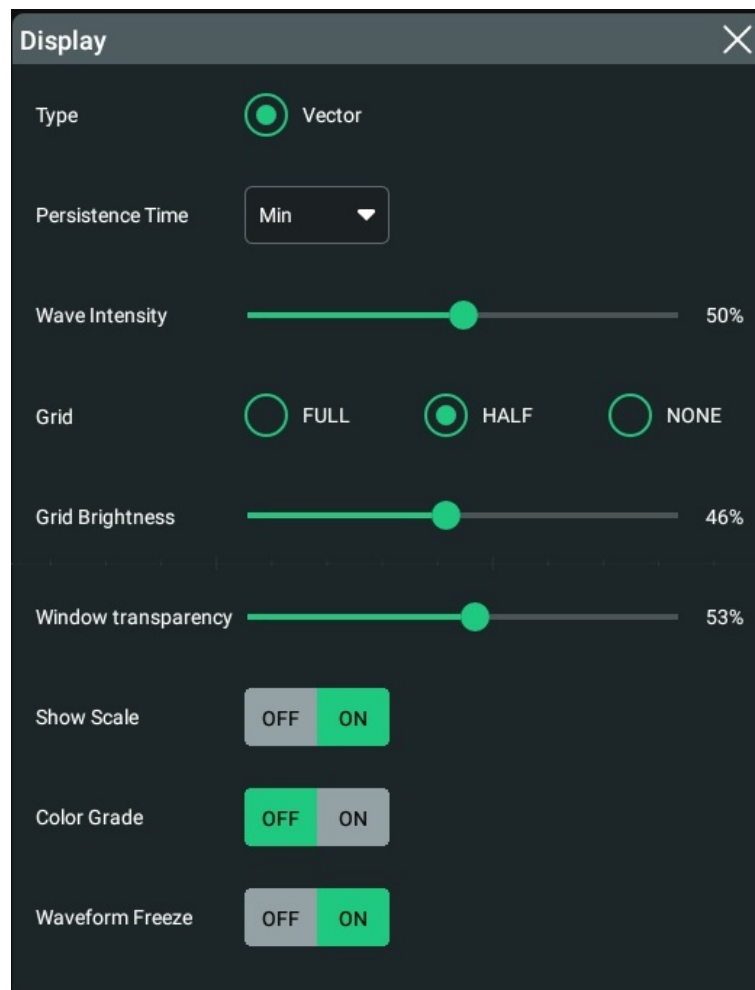 Display
Type Vector
Persistence Time Min
Wave Intensity 50%
Grid FULL HALF NONE
Grid Brightness 46%
Window transparency 53%
Show Scale OFF ON
Color Grade OFF ON
Waveform Freeze OFF ON